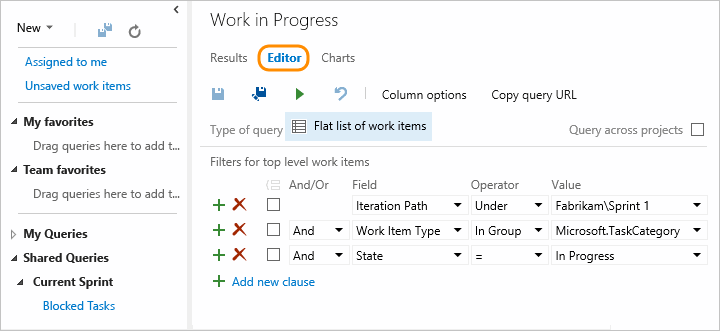 New
Assigned to me
Unsaved work items
My favorites
Drag queries here to add t...
Team favorites
Drag queries here to add t...
My Queries
Shared Queries
Current Sprint
Blocked Tasks
Work in Progress
Results Editor Charts
Column options Copy query URL
Type of query Flat list of work items Query across projects
Filters for top level work items
And/Or Field Operator Value
Iteration Path Under Fabrikam\Sprint 1
And Work Item Type In Group Microsoft.TaskCategory
And State = In Progress
Add new clause